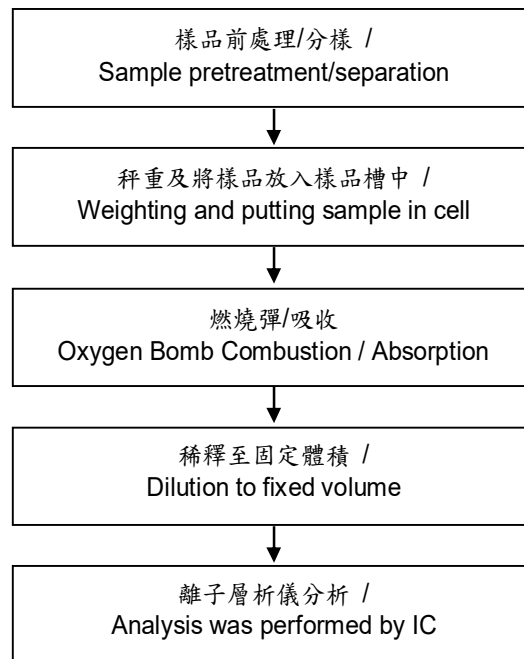 樣品前處理/分樣 /
Sample pretreatment/separation
秤重及將樣品放入樣品槽中 /
Weighting and putting sample in cell
燃燒彈/吸收
Oxygen Bomb Combustion / Absorption
稀釋至固定體積 /
Dilution to fixed volume
離子層析儀分析 /
Analysis was performed by IC